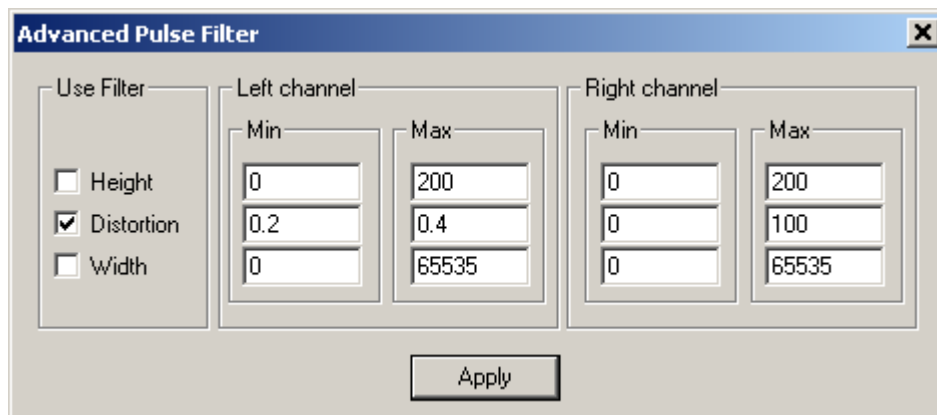 Advanced Pulse Filter
Use Filter Left channel Right channel
Min Max Min Max
Height 0 200 0 200
Distortion 0.2 0.4 0 100
Width 0 65535 0 65535
Apply